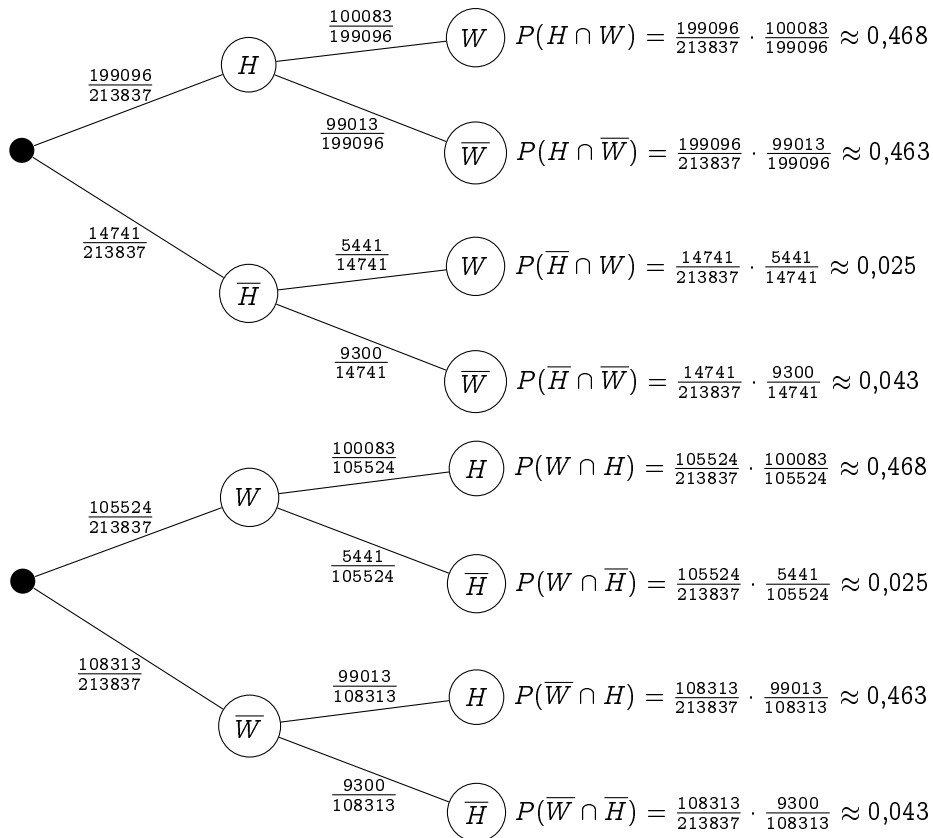 100083/199096
W P(H ∩ W) = 199096/213837 · 100083/199096 ≈ 0,468
H
199096/213837
99013/199096
W̅ P(H ∩ W̅) = 199096/213837 · 99013/199096 ≈ 0,463
14741/213837
5441/14741
W P(H̅ ∩ W) = 14741/213837 · 5441/14741 ≈ 0,025
H̅
9300/14741
W̅ P(H̅ ∩ W̅) = 14741/213837 · 9300/14741 ≈ 0,043
100083/105524
H P(W ∩ H) = 105524/213837 · 100083/105524 ≈ 0,468
W
105524/213837
5441/105524
H̅ P(W ∩ H̅) = 105524/213837 · 5441/105524 ≈ 0,025
108313/213837
99013/108313
H P(W̅ ∩ H) = 108313/213837 · 99013/108313 ≈ 0,463
W̅
9300/108313
H̅ P(W̅ ∩ H̅) = 108313/213837 · 9300/108313 ≈ 0,043